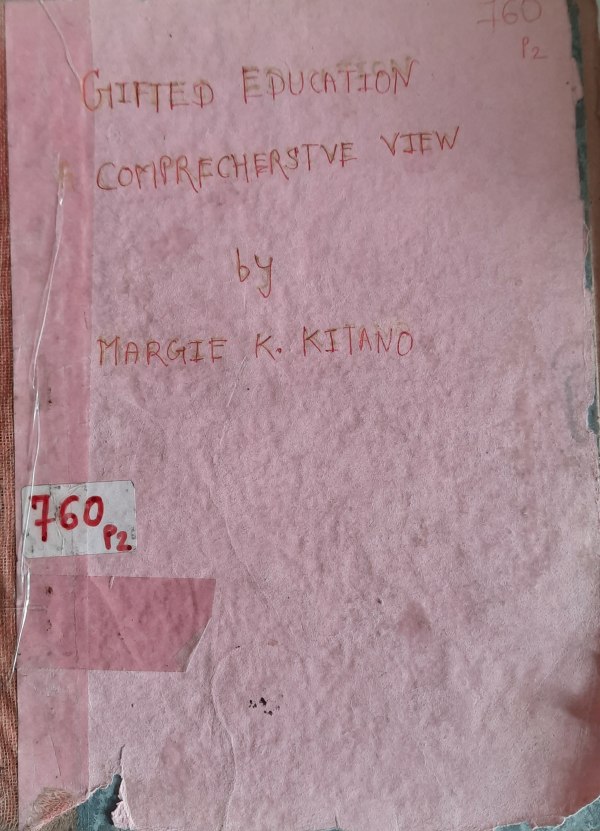 760
P2
GIFTED EDUCATION
A COMPRECHERSTVE VIEW
by
MARGIE K. KITANO
760
P2